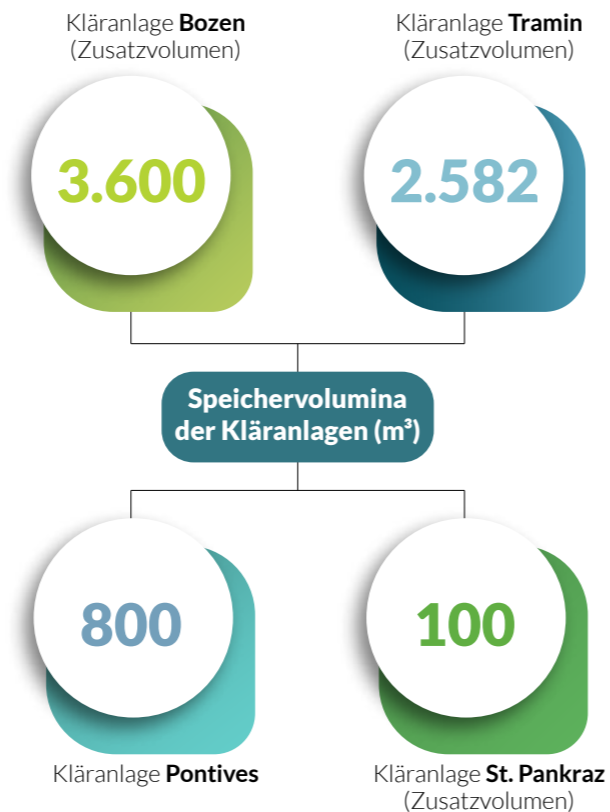 Kläranlage Bozen
(Zusatzvolumen)
3.600
Kläranlage Tramin
(Zusatzvolumen)
2.582
Speichervolumina
der Kläranlagen (m³)
800
Kläranlage Pontives
100
Kläranlage St. Pankraz
(Zusatzvolumen)